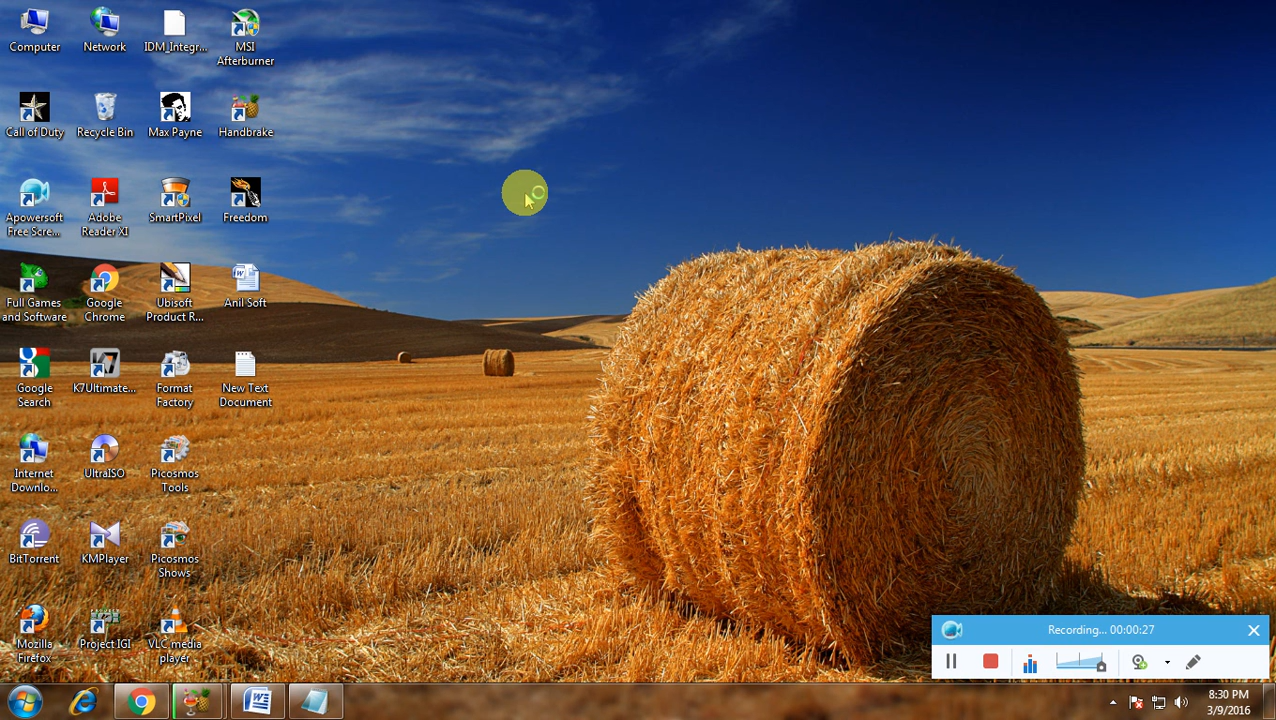 Computer
Network
IDM_Integr...
MSI
Afterburner
Call of Duty
Recycle Bin
Max Payne
Handbrake
Apowersoft
Free Scre...
Adobe
Reader XI
SmartPixel
Freedom
Full Games
and Software
Google
Chrome
Ubisoft
Product R...
Anil Soft
Google
Search
K7Ultimate...
Format
Factory
New Text
Document
Internet
Downlo...
UltraISO
Picosmos
Tools
BitTorrent
KMPlayer
Picosmos
Shows
Mozilla
Firefox
Project IGI
VLC media
player
Recording... 00:00:27
8:30 PM
3/9/2016